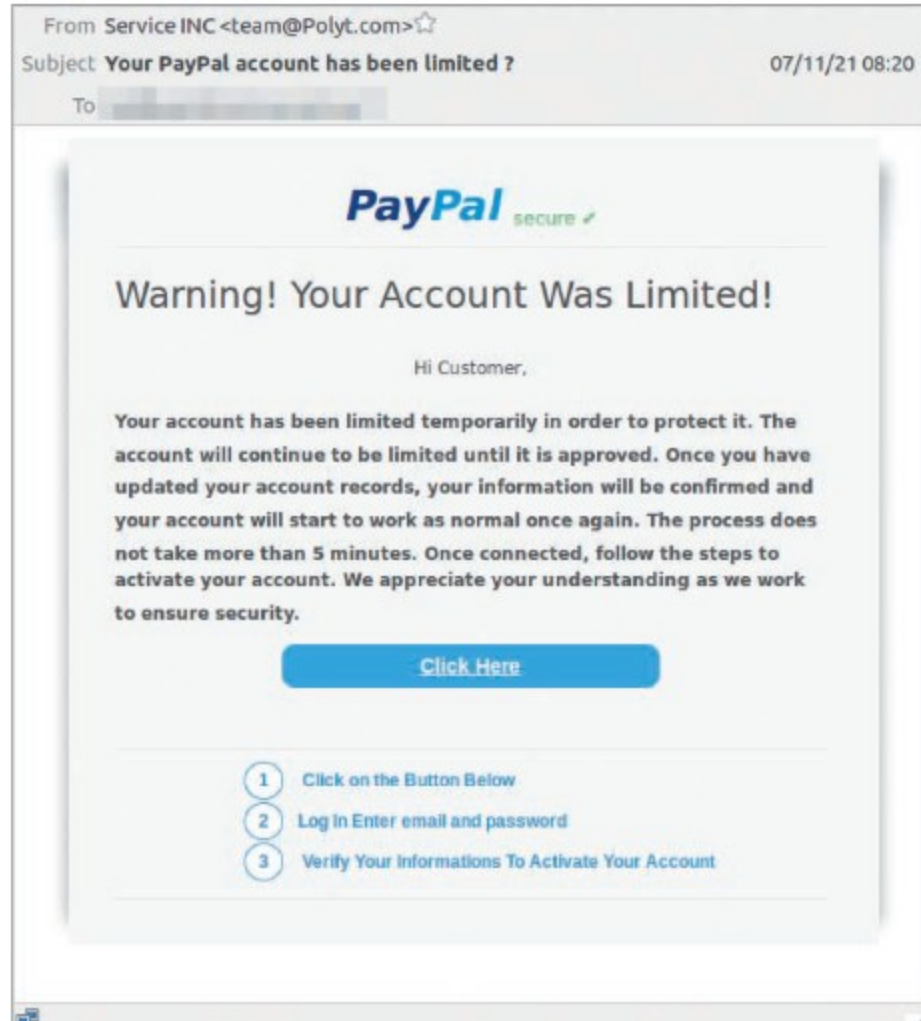 From Service INC <team@Polyt.com>
Subject Your PayPal account has been limited ? 07/11/21 08:20
To
PayPal secure ✔
Warning! Your Account Was Limited!
Hi Customer,
Your account has been limited temporarily in order to protect it. The
account will continue to be limited until it is approved. Once you have
updated your account records, your information will be confirmed and
your account will start to work as normal once again. The process does
not take more than 5 minutes. Once connected, follow the steps to
activate your account. We appreciate your understanding as we work
to ensure security.
Click Here
1 Click on the Button Below
2 Log In Enter email and password
3 Verify Your Informations To Activate Your Account